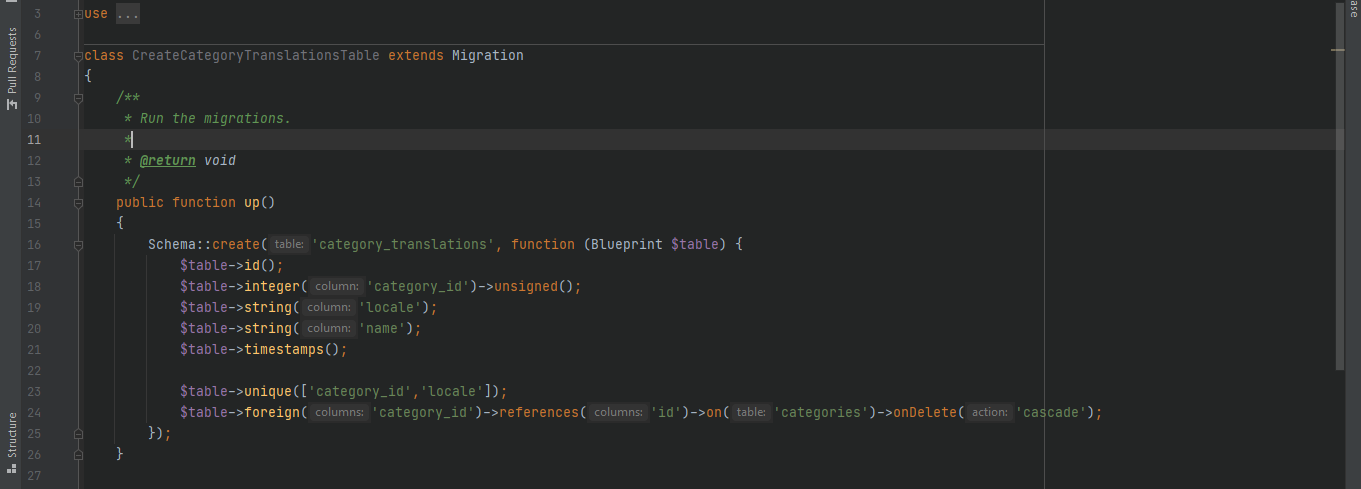 Pull Requests
Structure
ase
3 use ...
6
7 class CreateCategoryTranslationsTable extends Migration
8 {
9 /**
10 * Run the migrations.
11 *
12 * @return void
13 */
14 public function up()
15 {
16 Schema::create( table: 'category_translations', function (Blueprint $table) {
17 $table->id();
18 $table->integer( column: 'category_id')->unsigned();
19 $table->string( column: 'locale');
20 $table->string( column: 'name');
21 $table->timestamps();
22
23 $table->unique(['category_id','locale']);
24 $table->foreign( columns: 'category_id')->references( columns: 'id')->on( table: 'categories')->onDelete( action: 'cascade');
25 });
26 }
27